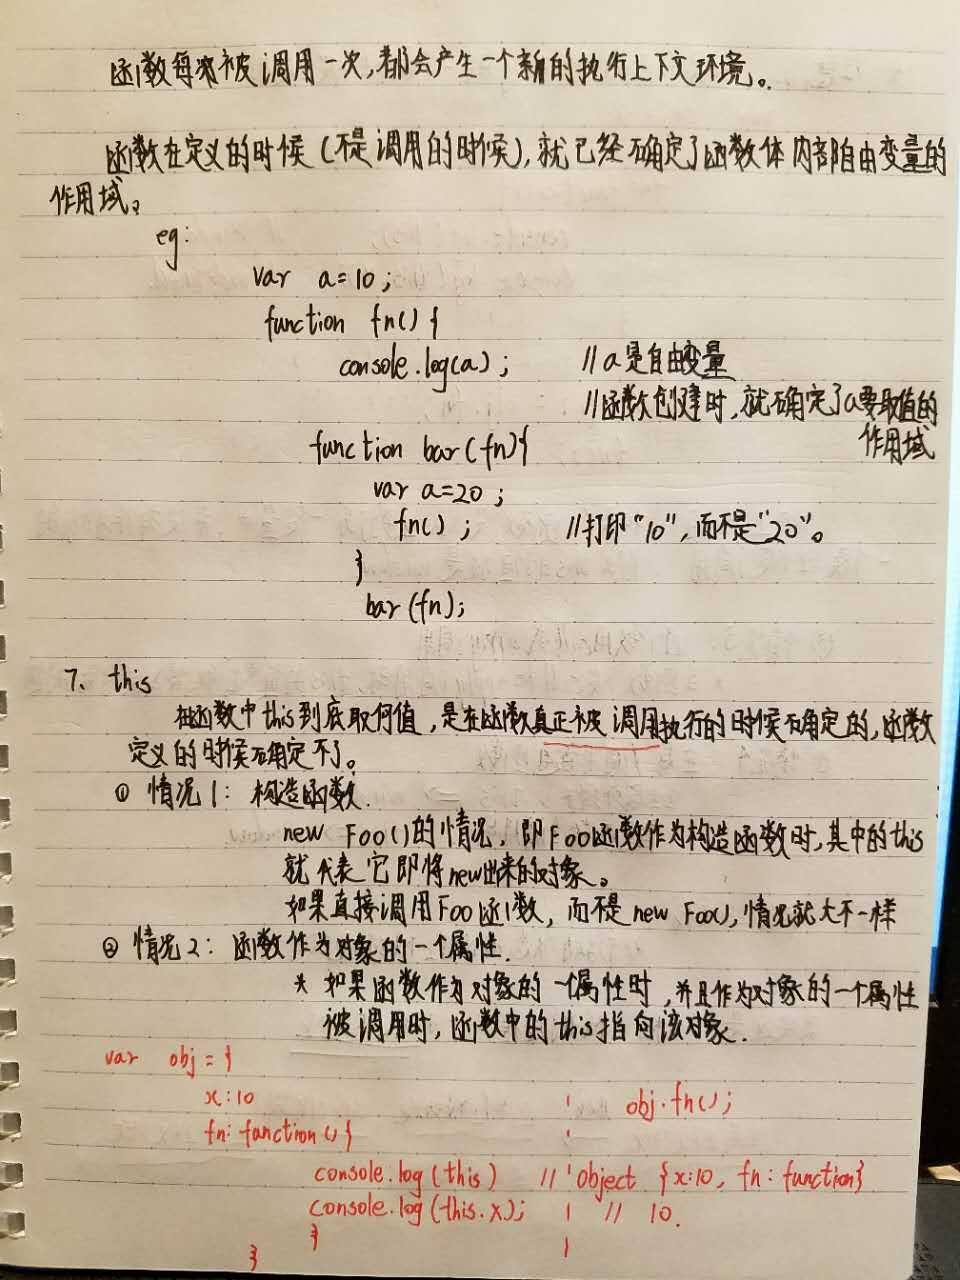 函数每次被调用一次,都会产生一个新的执行上下文环境。
函数在定义的时候(不是调用的时候),就已经确定了函数体内部自由变量的
作用域。
eg:
var a=10;
function fn(){
console.log(a); //a是自由变量
//函数创建时,就确定了a要取值的
作用域
function bar(fn){
var a=20;
fn(); //打印"10",而不是"20"。
}
bar(fn);
7、this
在函数中this到底取何值,是在函数真正被调用执行的时候确定的,函数
定义的时候确定不了。
① 情况1: 构造函数.
new Foo()的情况,即Foo函数作为构造函数时,其中的this
就代表它即将new出来的对象。
如果直接调用Foo函数,而不是new Foo(),情况就大不一样
② 情况2: 函数作为对象的一个属性.
* 如果函数作为对象的一个属性时,并且作为对象的一个属性
被调用时,函数中的this指向该对象.
var obj={
x:10 obj.fn();
fn:function(){
console.log(this) // Object {x:10, fn:function}
console.log(this.x); // 10.
}
}